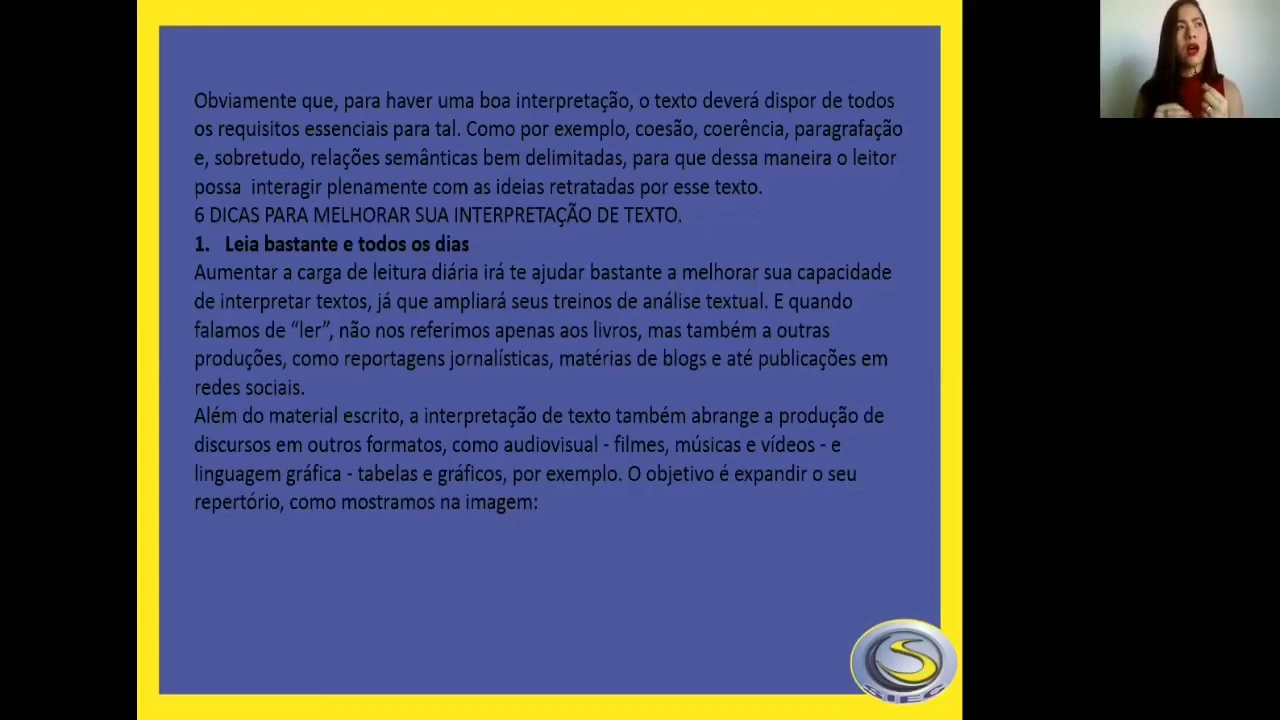 Obviamente que, para haver uma boa interpretação, o texto deverá dispor de todos
os requisitos essenciais para tal. Como por exemplo, coesão, coerência, paragrafação
e, sobretudo, relações semânticas bem delimitadas, para que dessa maneira o leitor
possa  interagir plenamente com as ideias retratadas por esse texto.
6 DICAS PARA MELHORAR SUA INTERPRETAÇÃO DE TEXTO.
1. Leia bastante e todos os dias
Aumentar a carga de leitura diária irá te ajudar bastante a melhorar sua capacidade
de interpretar textos, já que ampliará seus treinos de análise textual. E quando
falamos de “ler”, não nos referimos apenas aos livros, mas também a outras
produções, como reportagens jornalísticas, matérias de blogs e até publicações em
redes sociais.
Além do material escrito, a interpretação de texto também abrange a produção de
discursos em outros formatos, como audiovisual - filmes, músicas e vídeos - e
linguagem gráfica - tabelas e gráficos, por exemplo. O objetivo é expandir o seu
repertório, como mostramos na imagem:
SIEC